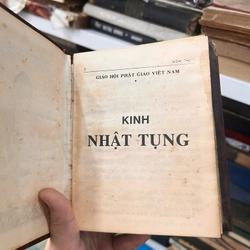 GIÁO HỘI PHẬT GIÁO VIỆT NAM
KINH
NHẬT TỤNG